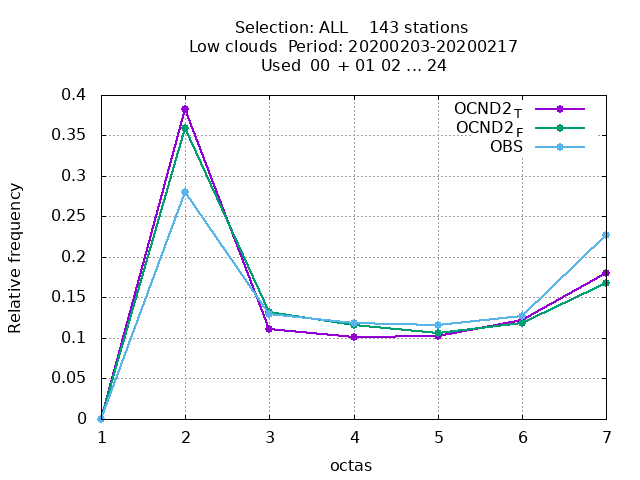 Selection: ALL    143 stations
Low clouds  Period: 20200203-20200217
Used  00  + 01 02 ... 24
0.4
0.35
0.3
0.25
0.2
0.15
0.1
0.05
0
Relative frequency
OCND2T
OCND2F
OBS
1 2 3 4 5 6 7
octas